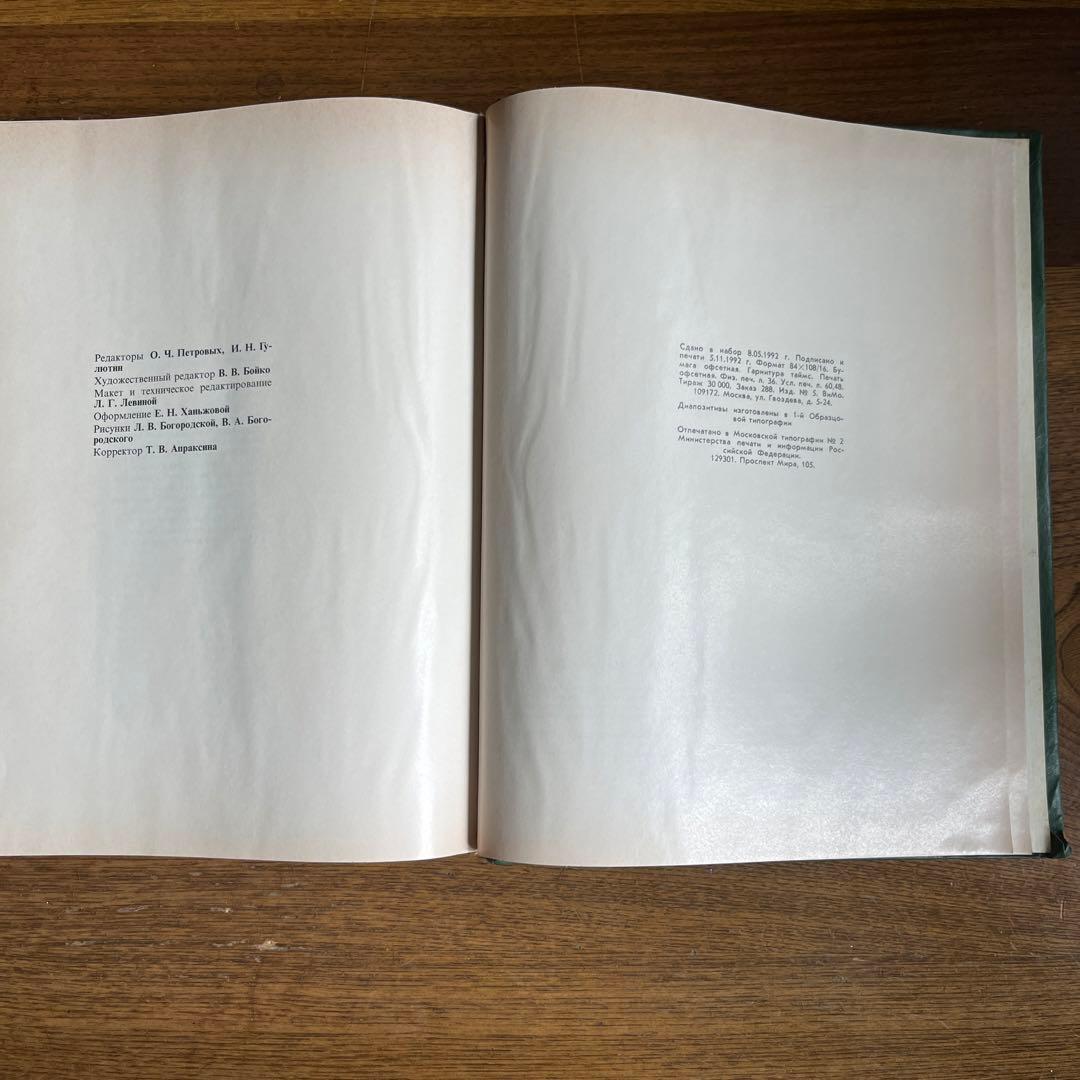 Редакторы О. Ч. Петровых, И. Н. Гу-
лютин
Художественный редактор В. В. Бойко
Макет и техническое редактирование
Л. Г. Левиной
Оформление Е. Н. Ханьжовой
Рисунки Л. В. Богородской, В. А. Бого-
родского
Корректор Т. В. Апраксина
Сдано в набор 8.05.1992 г. Подписано к
печати 5.11.1992 г. Формат 84×108/16. Бу-
мага офсетная. Гарнитура таймс. Печать
офсетная. Физ. печ. л. 36. Усл. печ. л. 60,48.
Тираж 30 000. Заказ 288. Изд. № 5. ВиМо.
109172. Москва, ул. Гвоздева, д. 5-24.
Диапозитивы изготовлены в 1-й Образцо-
вой типографии
Отпечатано в Московской типографии № 2
Министерства печати и информации Рос-
сийской Федерации.
129301. Проспект Мира, 105.